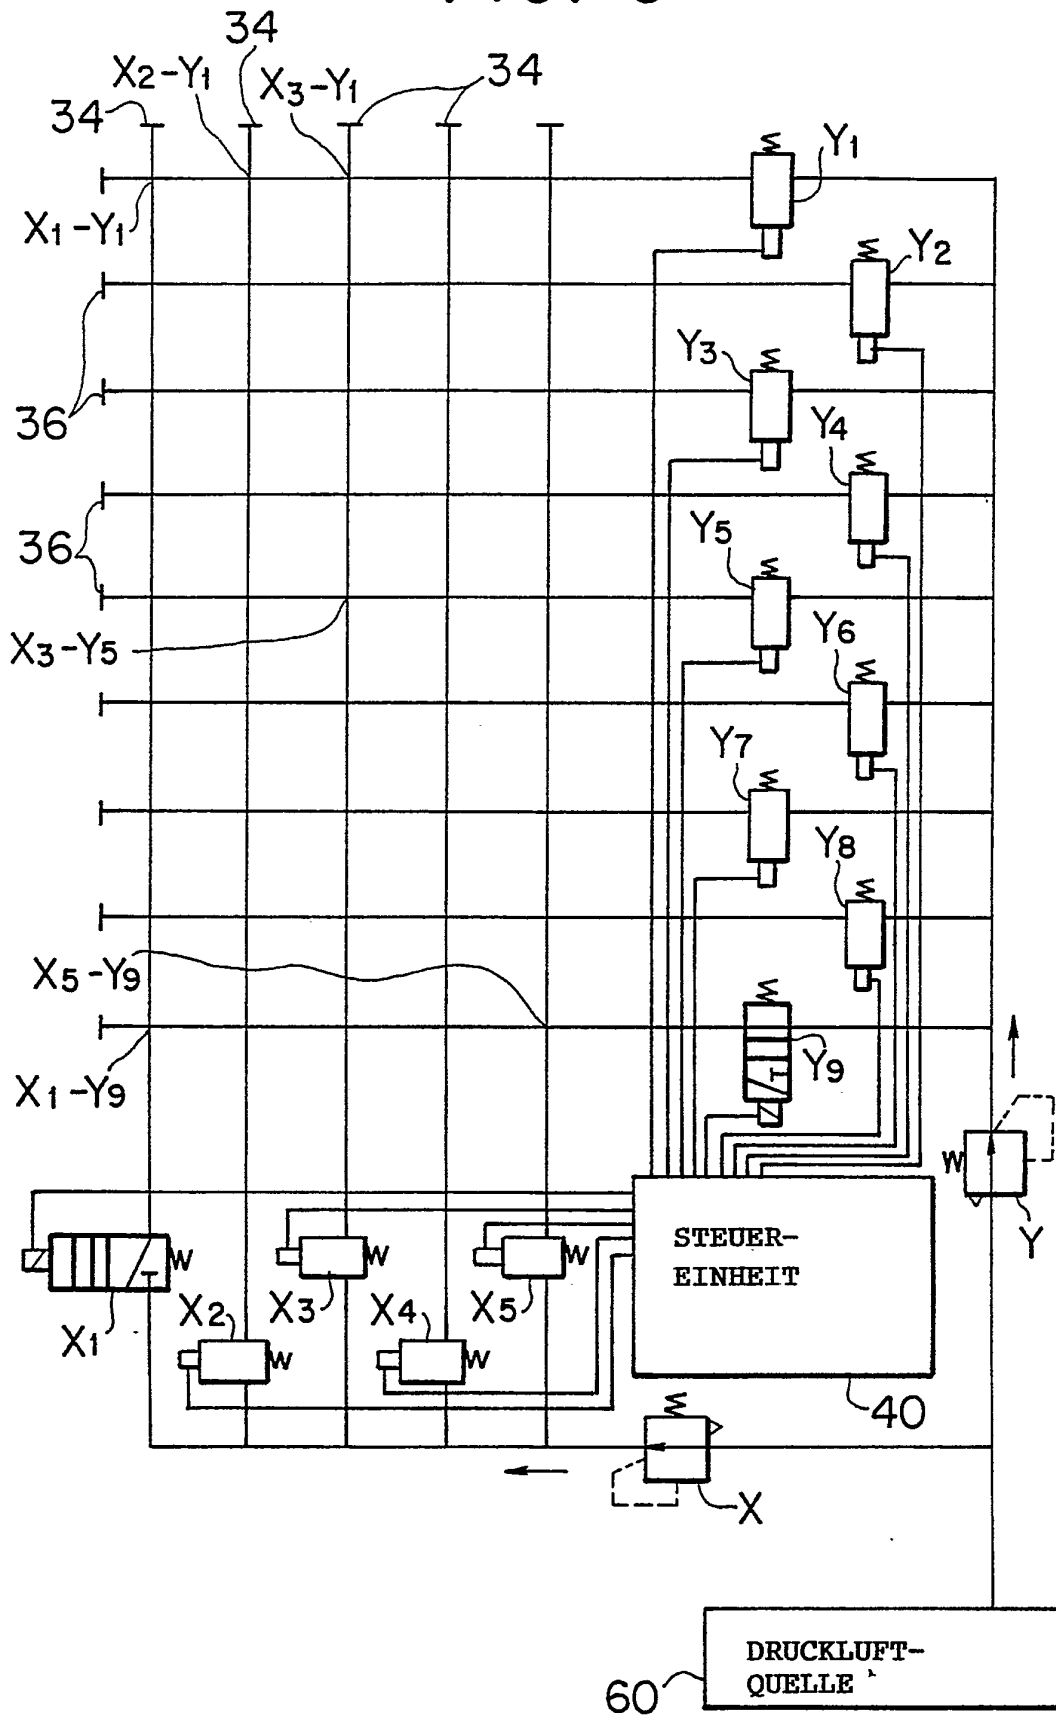 34
X2-Y1
X3-Y1
34
34
Y1
X1-Y1
Y2
Y3
36
Y4
Y5
36
X3-Y5
Y6
Y7
Y8
X5-Y9
Y9
X1-Y9
STEUER-
EINHEIT
Y
X1
X2
X3
X4
X5
40
X
DRUCKLUFT-
QUELLE
60